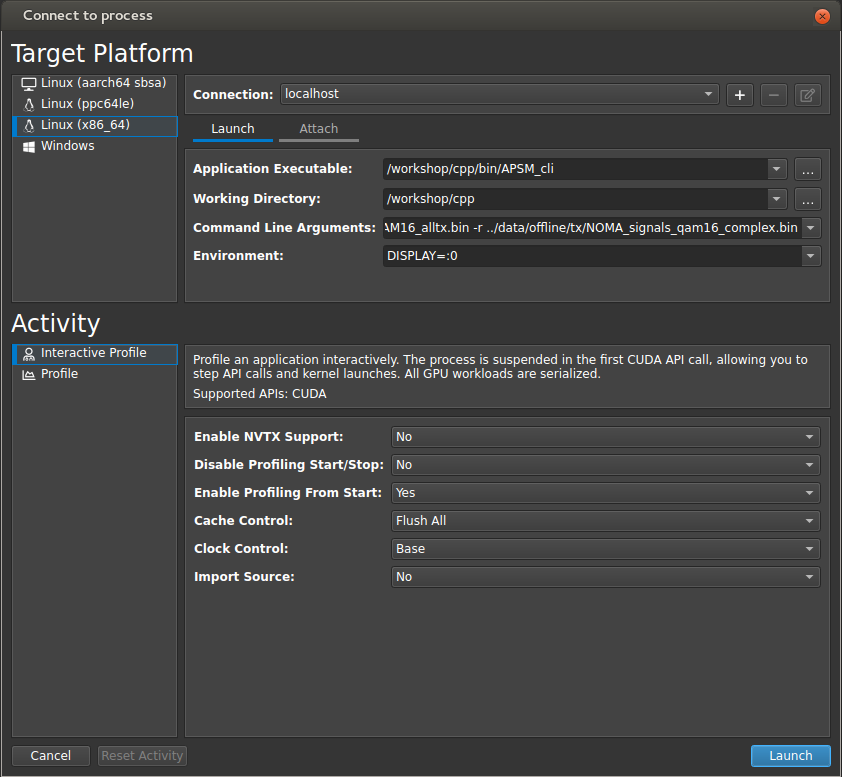 Connect to process
Target Platform
Linux (aarch64 sbsa)
Linux (ppc64le)
Linux (x86_64)
Windows
Connection: localhost
Launch Attach
Application Executable: /workshop/cpp/bin/APSM_cli ...
Working Directory: /workshop/cpp ...
Command Line Arguments: AM16_alltx.bin -r ../data/offline/tx/NOMA_signals_qam16_complex.bin
Environment: DISPLAY=:0
Activity
Interactive Profile
Profile
Profile an application interactively. The process is suspended in the first CUDA API call, allowing you to
step API calls and kernel launches. All GPU workloads are serialized.
Supported APIs: CUDA
Enable NVTX Support: No
Disable Profiling Start/Stop: No
Enable Profiling From Start: Yes
Cache Control: Flush All
Clock Control: Base
Import Source: No
Cancel Reset Activity Launch